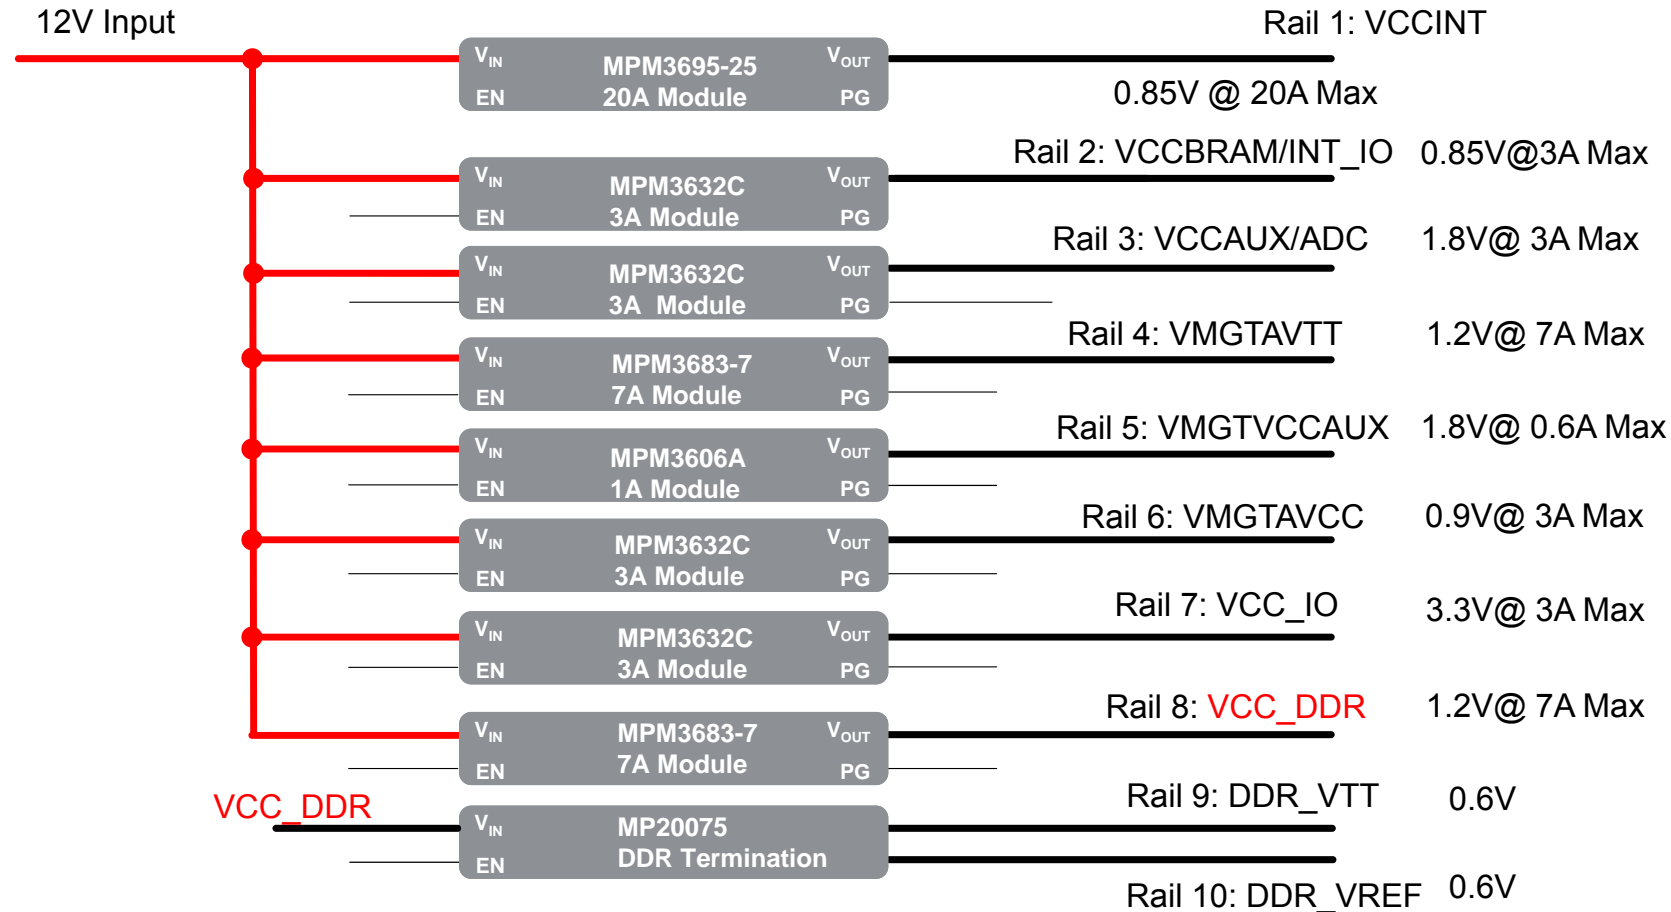 12V Input
Rail 1: VCCINT
VIN MPM3695-25 VOUT
EN 20A Module PG
0.85V @ 20A Max
Rail 2: VCCBRAM/INT_IO 0.85V@3A Max
VIN MPM3632C VOUT
EN 3A Module PG
Rail 3: VCCAUX/ADC 1.8V@ 3A Max
VIN MPM3632C VOUT
EN 3A Module PG
Rail 4: VMGTAVTT 1.2V@ 7A Max
VIN MPM3683-7 VOUT
EN 7A Module PG
Rail 5: VMGTVCCAUX 1.8V@ 0.6A Max
VIN MPM3606A VOUT
EN 1A Module PG
Rail 6: VMGTAVCC 0.9V@ 3A Max
VIN MPM3632C VOUT
EN 3A Module PG
Rail 7: VCC_IO 3.3V@ 3A Max
VIN MPM3632C VOUT
EN 3A Module PG
Rail 8: VCC_DDR 1.2V@ 7A Max
VIN MPM3683-7 VOUT
EN 7A Module PG
Rail 9: DDR_VTT 0.6V
VCC_DDR
VIN MP20075
EN DDR Termination
Rail 10: DDR_VREF 0.6V